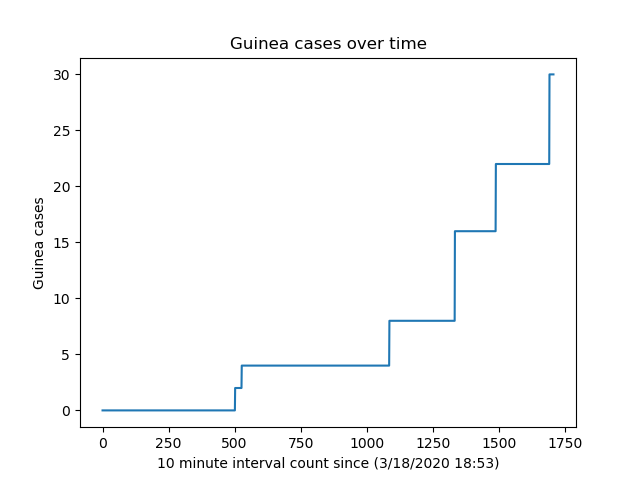 Guinea cases over time
30
25
20
15
10
5
0
Guinea cases
0 250 500 750 1000 1250 1500 1750
10 minute interval count since (3/18/2020 18:53)